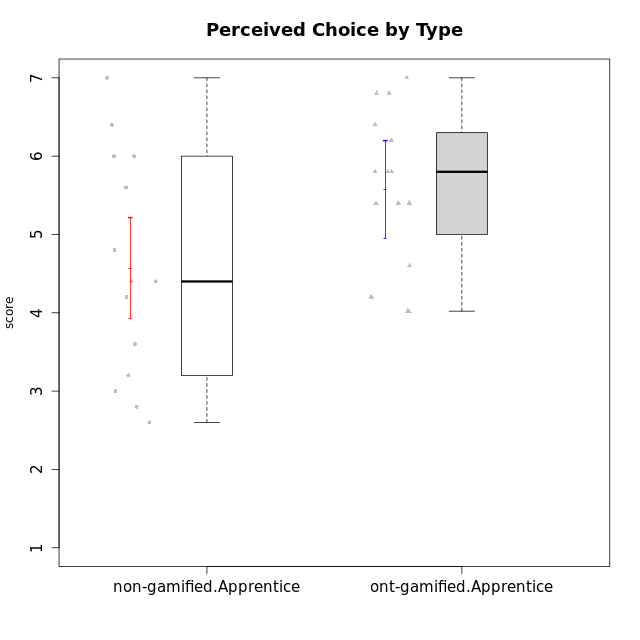 Perceived Choice by Type
score
7
6
5
4
3
2
1
non-gamified.Apprentice
ont-gamified.Apprentice